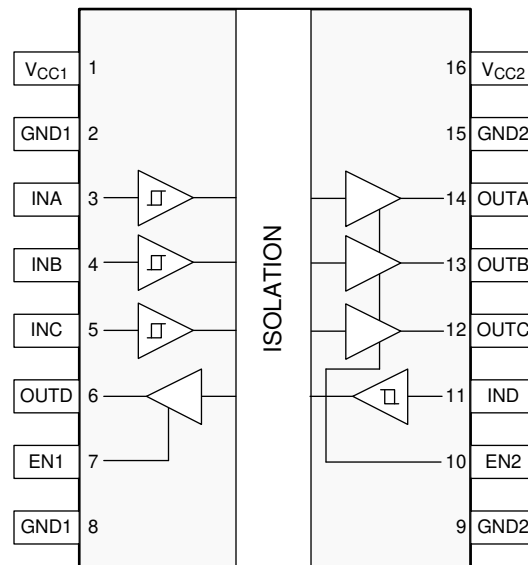 VCC1 1 16 VCC2
GND1 2 15 GND2
INA 3 14 OUTA
INB 4 13 OUTB
INC 5 12 OUTC
OUTD 6 11 IND
EN1 7 10 EN2
GND1 8 9 GND2
ISOLATION